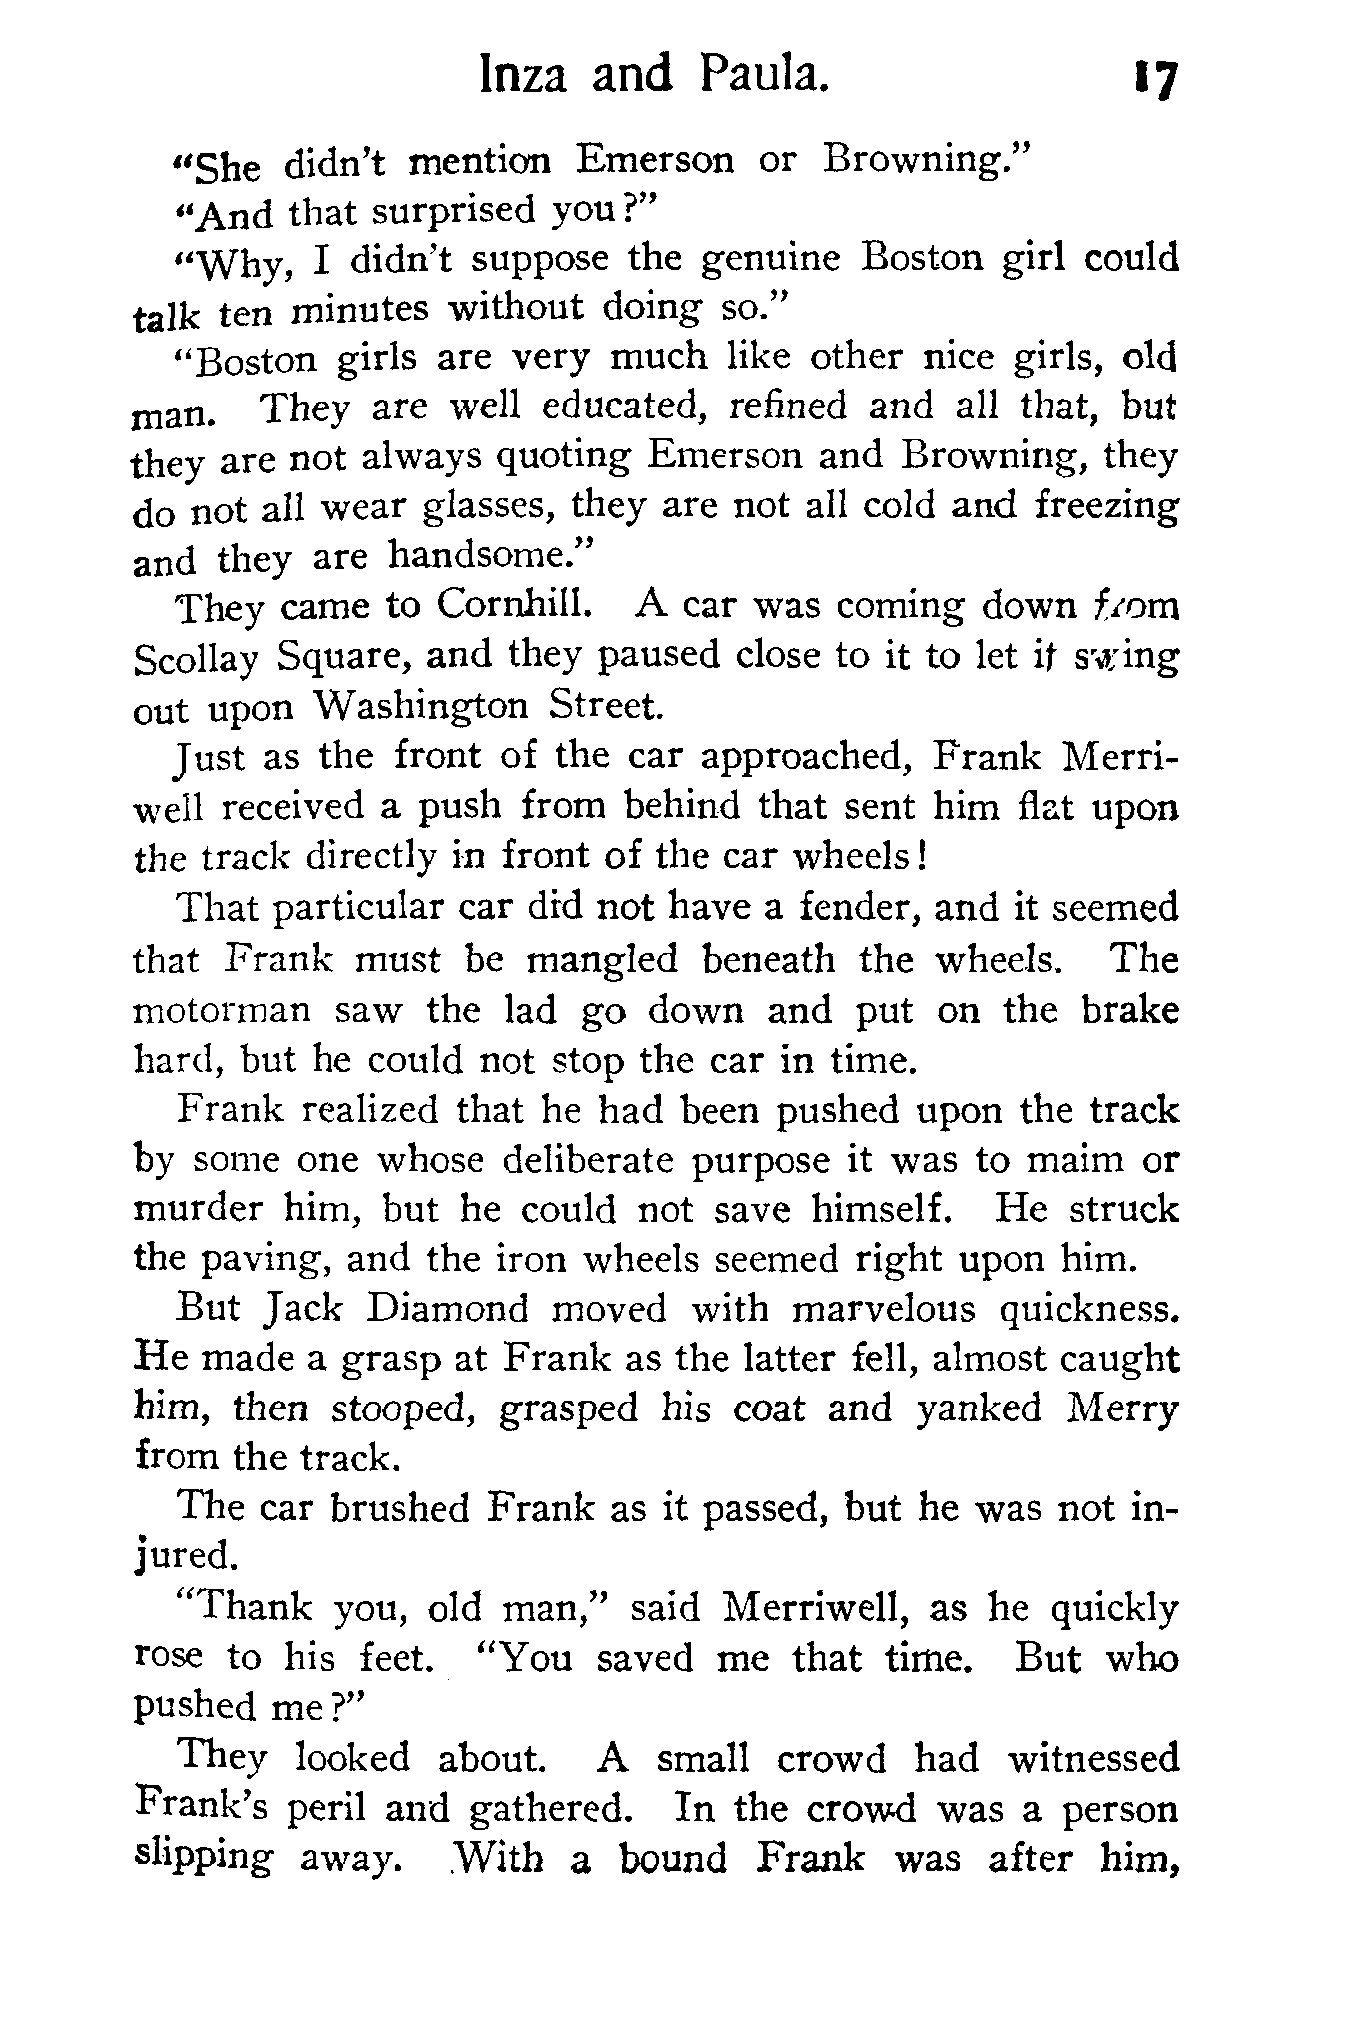 Inza and Paula. 17
“She didn’t mention Emerson or Browning.”
“And that surprised you?”
“Why, I didn’t suppose the genuine Boston girl could
talk ten minutes without doing so.”
“Boston girls are very much like other nice girls, old
man. They are well educated, refined and all that, but
they are not always quoting Emerson and Browning, they
do not all wear glasses, they are not all cold and freezing
and they are handsome.”
They came to Cornhill. A car was coming down from
Scollay Square, and they paused close to it to let it swing
out upon Washington Street.
Just as the front of the car approached, Frank Merri-
well received a push from behind that sent him flat upon
the track directly in front of the car wheels!
That particular car did not have a fender, and it seemed
that Frank must be mangled beneath the wheels. The
motorman saw the lad go down and put on the brake
hard, but he could not stop the car in time.
Frank realized that he had been pushed upon the track
by some one whose deliberate purpose it was to maim or
murder him, but he could not save himself. He struck
the paving, and the iron wheels seemed right upon him.
But Jack Diamond moved with marvelous quickness.
He made a grasp at Frank as the latter fell, almost caught
him, then stooped, grasped his coat and yanked Merry
from the track.
The car brushed Frank as it passed, but he was not in-
jured.
“Thank you, old man,” said Merriwell, as he quickly
rose to his feet. “You saved me that time. But who
pushed me?”
They looked about. A small crowd had witnessed
Frank’s peril and gathered. In the crowd was a person
slipping away. With a bound Frank was after him,